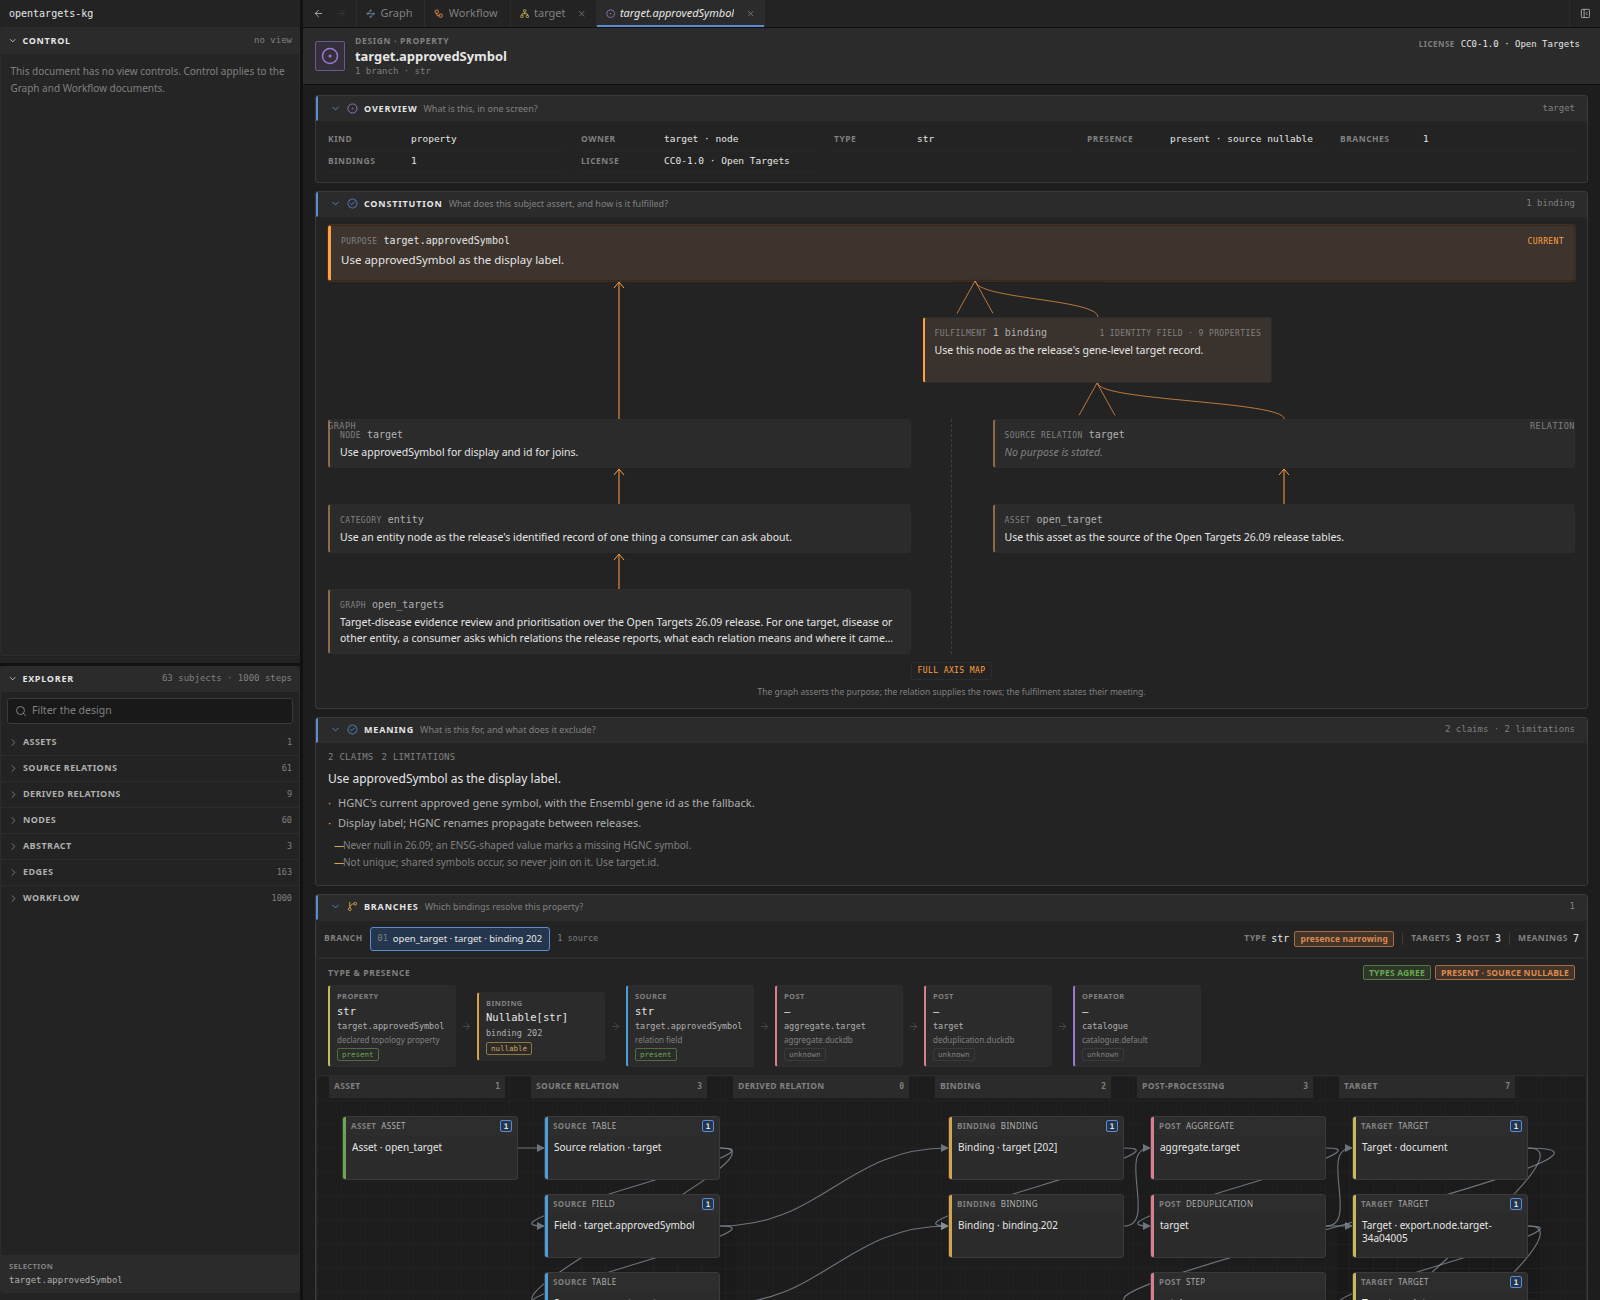 opentargets-kg
Graph
Workflow
target
target.approvedSymbol
CONTROL
no view
This document has no view controls. Control applies to the
Graph and Workflow documents.
DESIGN · PROPERTY
target.approvedSymbol
1 branch · str
LICENSE CC0-1.0 · Open Targets
OVERVIEW What is this, in one screen?
target
KIND property
OWNER target · node
TYPE str
PRESENCE present · source nullable
BRANCHES 1
BINDINGS 1
LICENSE CC0-1.0 · Open Targets
CONSTITUTION What does this subject assert, and how is it fulfilled?
1 binding
PURPOSE target.approvedSymbol
CURRENT
Use approvedSymbol as the display label.
FULFILMENT 1 binding
1 IDENTITY FIELD · 9 PROPERTIES
Use this node as the release's gene-level target record.
GRAPH
RELATION
NODE target
Use approvedSymbol for display and id for joins.
SOURCE RELATION target
No purpose is stated.
CATEGORY entity
Use an entity node as the release's identified record of one thing a consumer can ask about.
ASSET open_target
Use this asset as the source of the Open Targets 26.09 release tables.
GRAPH open_targets
Target-disease evidence review and prioritisation over the Open Targets 26.09 release. For one target, disease or
other entity, a consumer asks which relations the release reports, what each relation means and where it came...
FULL AXIS MAP
The graph asserts the purpose; the relation supplies the rows; the fulfilment states their meeting.
MEANING What is this for, and what does it exclude?
2 claims · 2 limitations
2 CLAIMS 2 LIMITATIONS
Use approvedSymbol as the display label.
· HGNC's current approved gene symbol, with the Ensembl gene id as the fallback.
· Display label; HGNC renames propagate between releases.
—Never null in 26.09; an ENSG-shaped value marks a missing HGNC symbol.
—Not unique; shared symbols occur, so never join on it. Use target.id.
EXPLORER
63 subjects · 1000 steps
Filter the design
ASSETS 1
SOURCE RELATIONS 61
DERIVED RELATIONS 9
NODES 60
ABSTRACT 3
EDGES 163
WORKFLOW 1000
SELECTION
target.approvedSymbol
BRANCHES Which bindings resolve this property?
1
BRANCH 01 open_target · target · binding 202 1 source
TYPE str presence narrowing TARGETS 3 POST 3 MEANINGS 7
TYPE & PRESENCE
TYPES AGREE PRESENT · SOURCE NULLABLE
PROPERTY
str
target.approvedSymbol
declared topology property
present
BINDING
Nullable[str]
binding 202
nullable
SOURCE
str
target.approvedSymbol
relation field
present
POST
—
aggregate.target
aggregate.duckdb
unknown
POST
—
target
deduplication.duckdb
unknown
OPERATOR
—
catalogue
catalogue.default
unknown
ASSET 1
SOURCE RELATION 3
DERIVED RELATION 0
BINDING 2
POST-PROCESSING 3
TARGET 7
ASSET ASSET 1
Asset · open_target
SOURCE TABLE 1
Source relation · target
BINDING BINDING 1
Binding · target [202]
POST AGGREGATE
aggregate.target
TARGET TARGET 1
Target · document
SOURCE FIELD 1
Field · target.approvedSymbol
BINDING BINDING
Binding · binding.202
POST DEDUPLICATION
target
TARGET TARGET 1
Target · export.node.target-
34a04005
SOURCE TABLE
POST STEP
TARGET TARGET 1